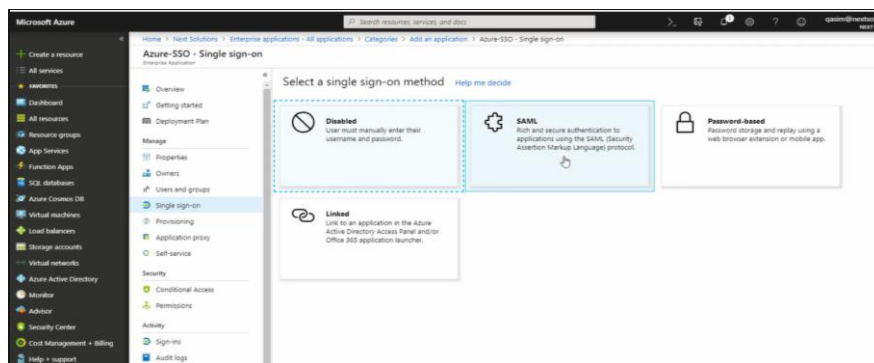 Microsoft Azure
Search resources, services, and docs
qasim@nextso
NEXT
Create a resource
All services
FAVORITES
Dashboard
All resources
Resource groups
App Services
Function Apps
SQL databases
Azure Cosmos DB
Virtual machines
Load balancers
Storage accounts
Virtual networks
Azure Active Directory
Monitor
Advisor
Security Center
Cost Management + Billing
Help + support
Home > Next Solutions > Enterprise applications - All applications > Categories > Add an application > Azure-SSO - Single sign-on
Azure-SSO - Single sign-on
Enterprise Application
Overview
Getting started
Deployment Plan
Manage
Properties
Owners
Users and groups
Single sign-on
Provisioning
Application proxy
Self-service
Security
Conditional Access
Permissions
Activity
Sign-ins
Audit logs
Select a single sign-on method Help me decide
Disabled
User must manually enter their
username and password.
SAML
Rich and secure authentication to
applications using the SAML (Security
Assertion Markup Language) protocol.
Password-based
Password storage and replay using a
web browser extension or mobile app.
Linked
Link to an application in the Azure
Active Directory Access Panel and/or
Office 365 application launcher.